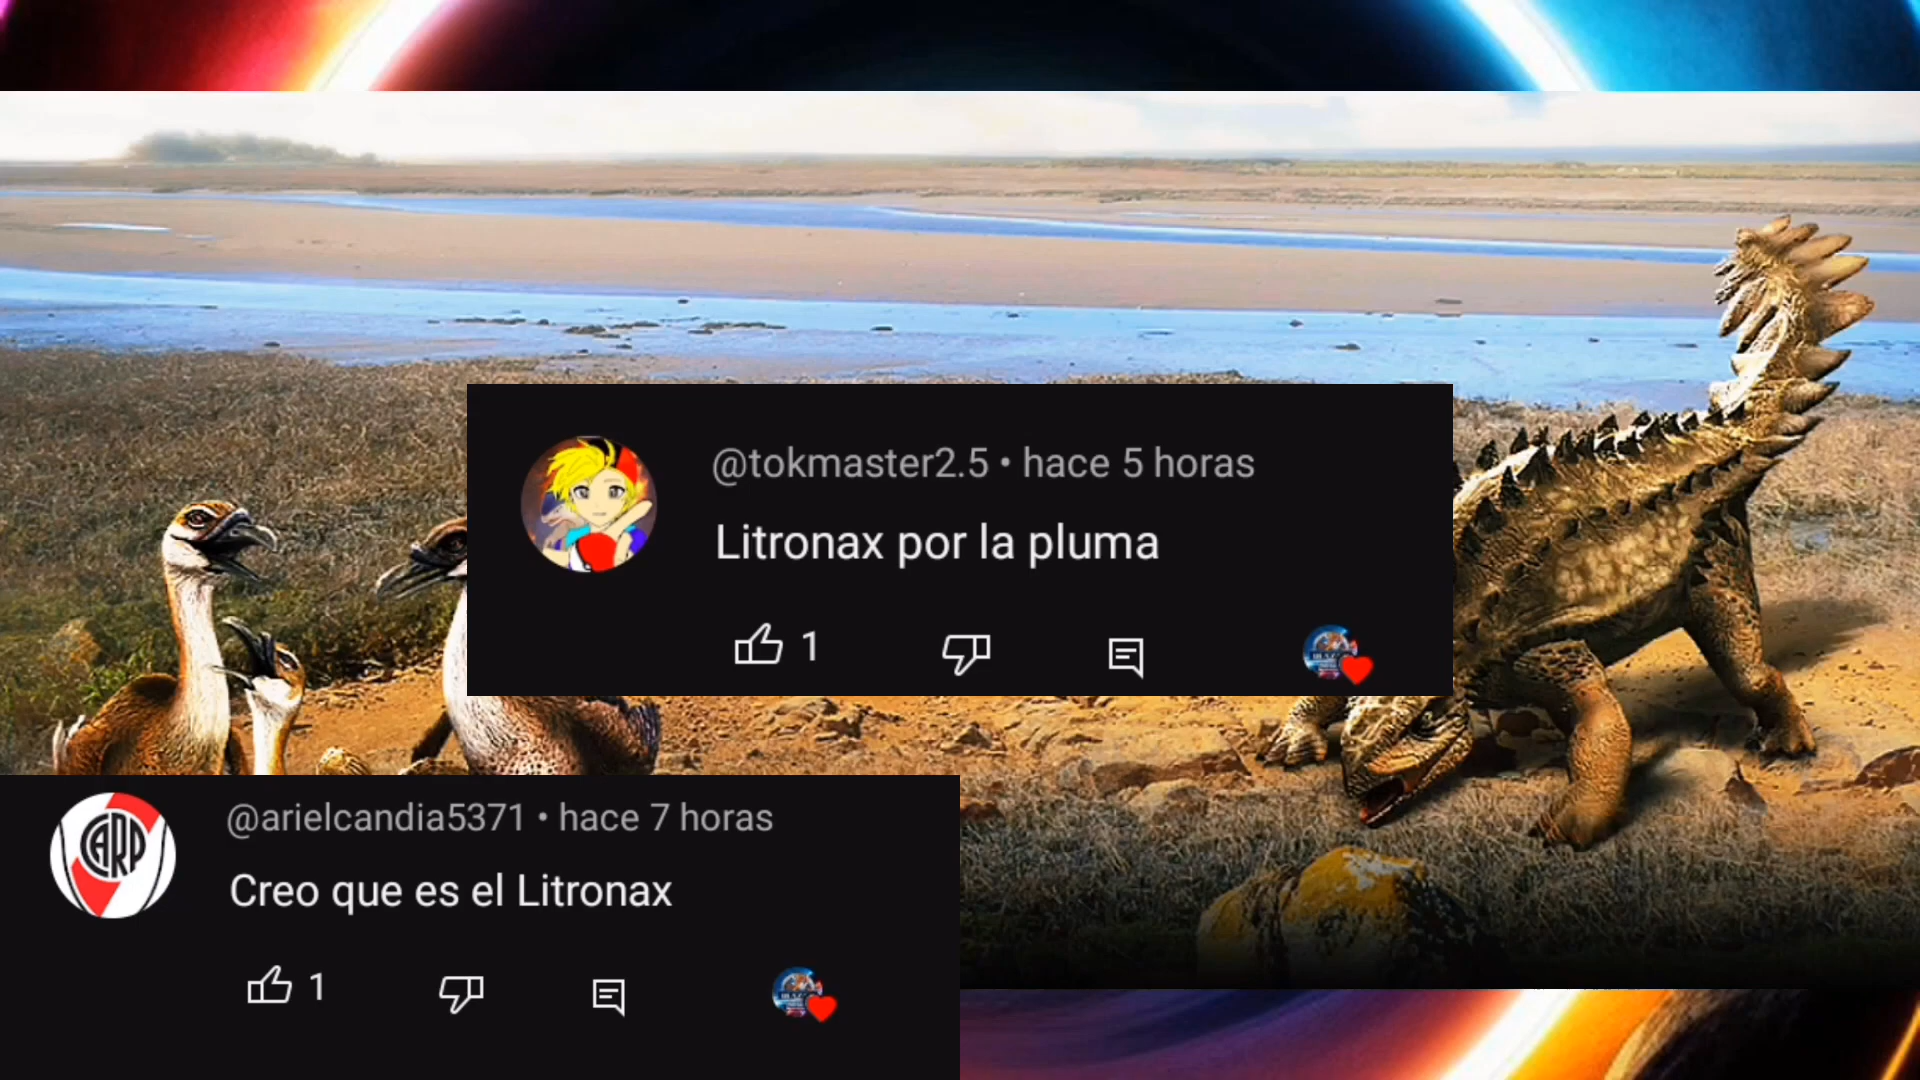 @tokmaster2.5 • hace 5 horas
Litronax por la pluma
1
@arielcandia5371 • hace 7 horas
CARP
Creo que es el Litronax
1